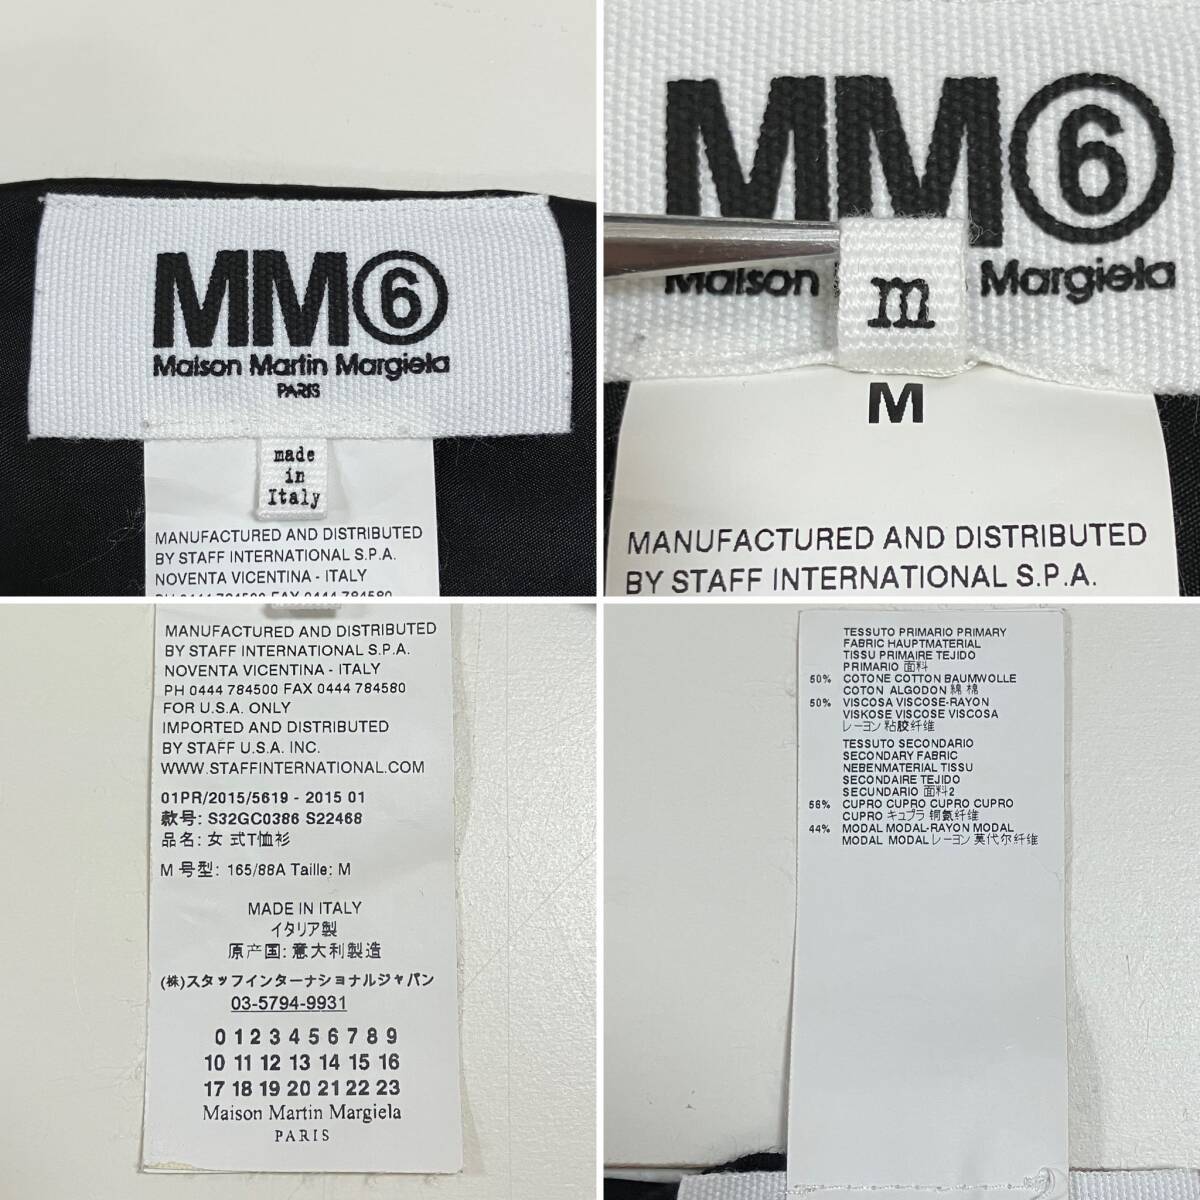 MM⑥
Maison Martin Margiela
PARIS
made
in
Italy
MANUFACTURED AND DISTRIBUTED
BY STAFF INTERNATIONAL S.P.A.
NOVENTA VICENTINA - ITALY
PH 0444 784500 FAX 0444 784580
MM⑥
Maison Margiela
m
M
MANUFACTURED AND DISTRIBUTED
BY STAFF INTERNATIONAL S.P.A.
MANUFACTURED AND DISTRIBUTED
BY STAFF INTERNATIONAL S.P.A.
NOVENTA VICENTINA - ITALY
PH 0444 784500 FAX 0444 784580
FOR U.S.A. ONLY
IMPORTED AND DISTRIBUTED
BY STAFF U.S.A. INC.
WWW.STAFFINTERNATIONAL.COM
01PR/2015/5619 - 2015 01
款号: S32GC0386 S22468
品名: 女 式T恤衫
M 号型: 165/88A Taille: M
MADE IN ITALY
イタリア製
原产国: 意大利製造
(株)スタッフインターナショナルジャパン
03-5794-9931
0 1 2 3 4 5 6 7 8 9
10 11 12 13 14 15 16
17 18 19 20 21 22 23
Maison Martin Margiela
PARIS
TESSUTO PRIMARIO PRIMARY
FABRIC HAUPTMATERIAL
TISSU PRIMAIRE TEJIDO
PRIMARIO 面料
50% COTONE COTTON BAUMWOLLE
COTON ALGODON 綿 棉
50% VISCOSA VISCOSE-RAYON
VISKOSE VISCOSE VISCOSA
レーヨン 粘胶纤维
TESSUTO SECONDARIO
SECONDARY FABRIC
NEBENMATERIAL TISSU
SECONDAIRE TEJIDO
SECUNDARIO 面料2
56% CUPRO CUPRO CUPRO CUPRO
CUPRO キュプラ 铜氨纤维
44% MODAL MODAL-RAYON MODAL
MODAL MODAL レーヨン 莫代尔纤维